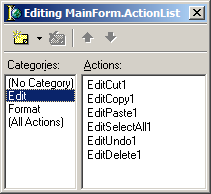 Editing MainForm.ActionList
Categories:
(No Category)
Edit
Format
(All Actions)
Actions:
EditCut1
EditCopy1
EditPaste1
EditSelectAll1
EditUndo1
EditDelete1